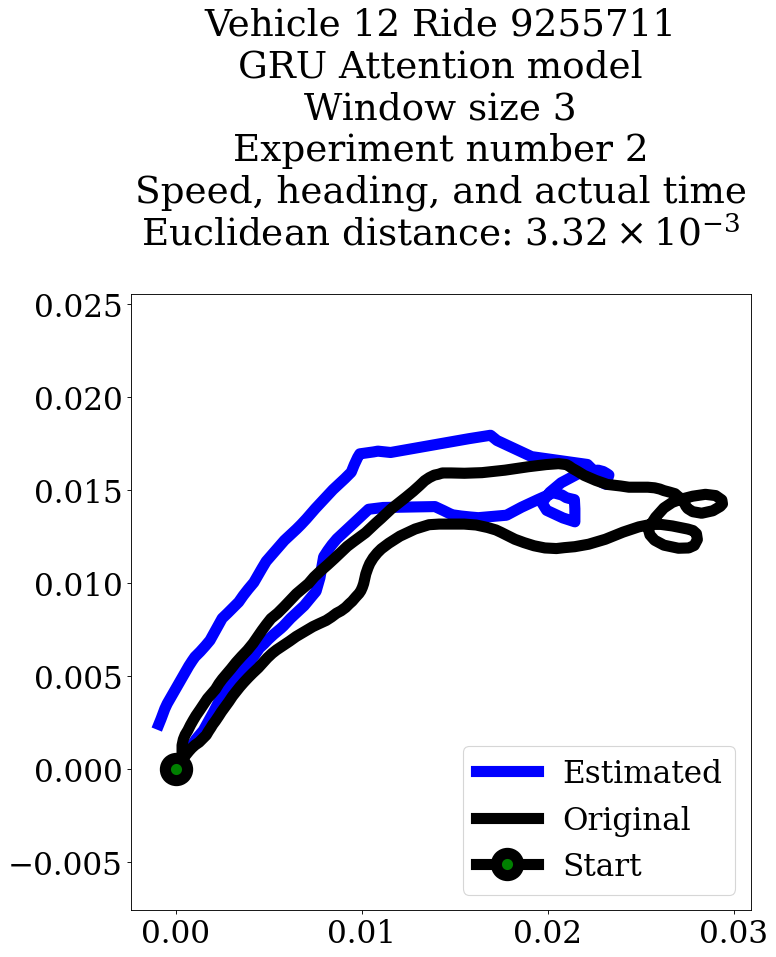 Vehicle 12 Ride 9255711
GRU Attention model
Window size 3
Experiment number 2
Speed, heading, and actual time
Euclidean distance: 3.32 × 10⁻³
0.025
0.020
0.015
0.010
0.005
0.000
−0.005
Estimated
Original
Start
0.00 0.01 0.02 0.03